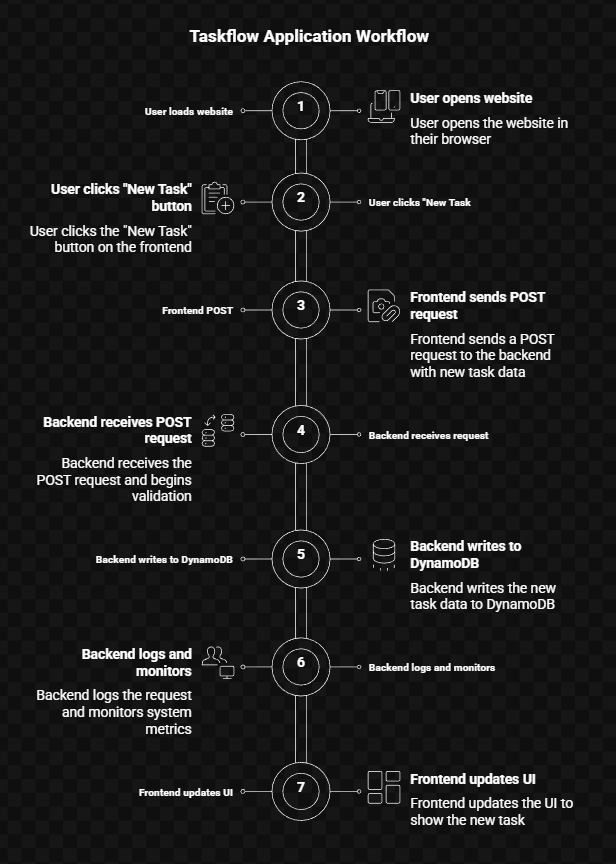 Taskflow Application Workflow
User loads website
1
User opens website
User opens the website in
their browser
User clicks "New Task"
button
User clicks the "New Task"
button on the frontend
2
User clicks "New Task
Frontend POST
3
Frontend sends POST
request
Frontend sends a POST
request to the backend
with new task data
Backend receives POST
request
Backend receives the
POST request and begins
validation
4
Backend receives request
Backend writes to DynamoDB
5
Backend writes to
DynamoDB
Backend writes the new
task data to DynamoDB
Backend logs and
monitors
Backend logs the request
and monitors system
metrics
6
Backend logs and monitors
Frontend updates UI
7
Frontend updates UI
Frontend updates the UI to
show the new task